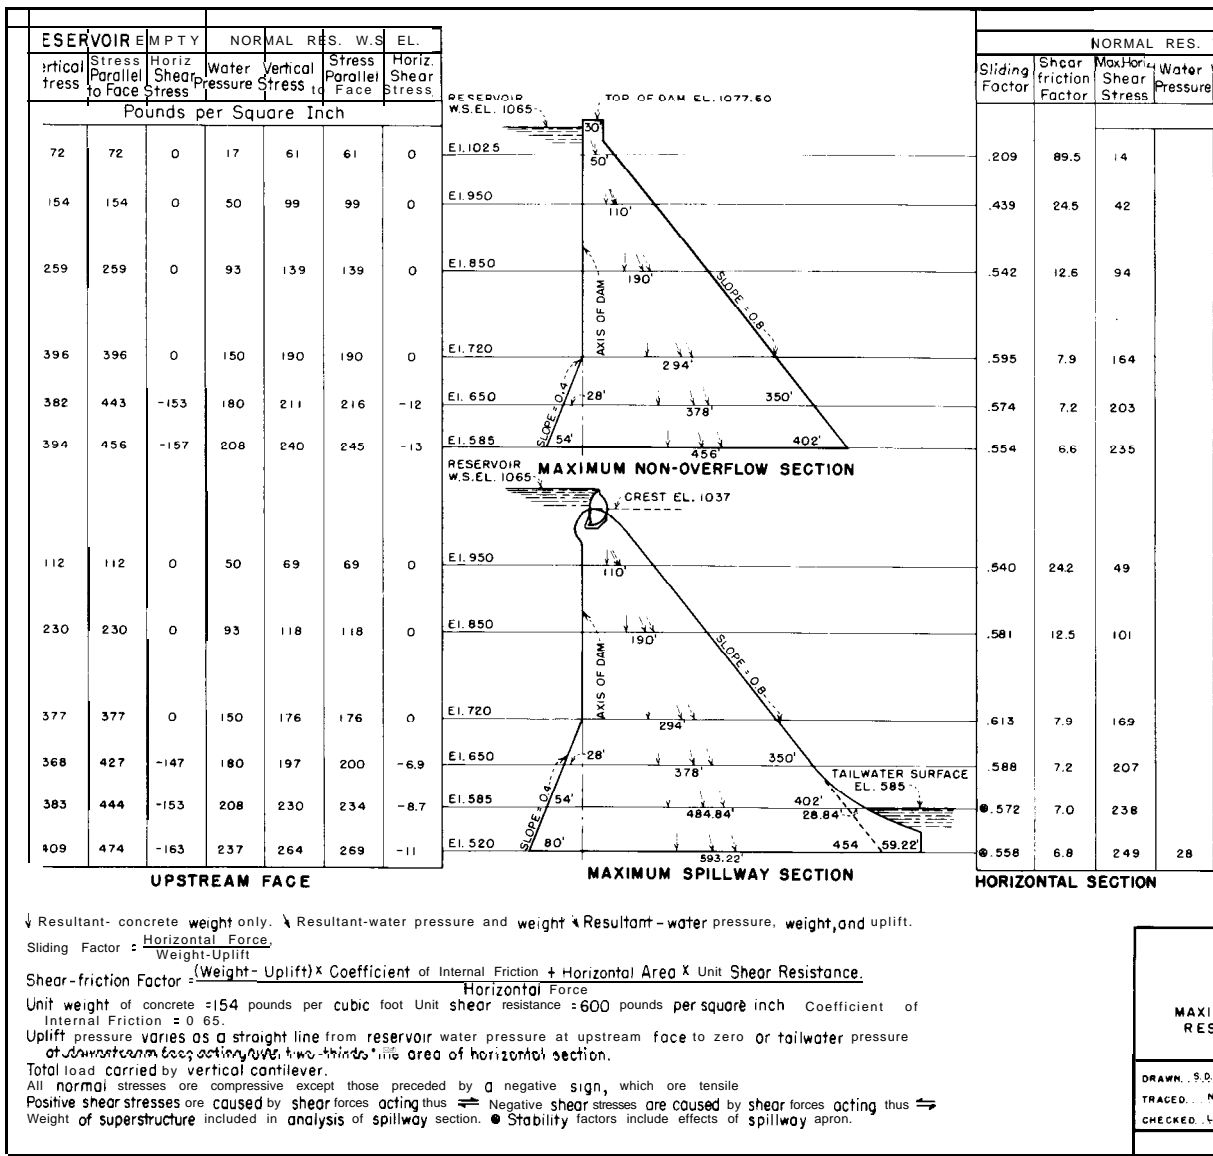 ESERVOIR EMPTY NORMAL RES. W.S EL.
rtical Stress Horiz Water Vertical Stress Horiz.
tress Parallel Shear Pressure Stress Parallel Shear
to Face Stress to Face Stress
Pounds per Square Inch
72 72 0 17 61 61 0
154 154 0 50 99 99 0
259 259 0 93 139 139 0
396 396 0 150 190 190 0
382 443 -153 180 211 216 -12
394 456 -157 208 240 245 -13
112 112 0 50 69 69 0
230 230 0 93 118 118 0
377 377 0 150 176 176 0
368 427 -147 180 197 200 -6.9
383 444 -153 208 230 234 -8.7
409 474 -163 237 264 269 -11
UPSTREAM FACE
RESERVOIR
W.S.EL. 1065
TOP OF DAM EL. 1077.60
30'
El.1025
50'
El.950
110'
El.850
190'
AXIS OF DAM
SLOPE = 0.8
El.720
294'
SLOPE = 0.4
El. 650
28'
378'
350'
El.585
54'
456'
402'
MAXIMUM NON-OVERFLOW SECTION
RESERVOIR
W.S.EL. 1065
CREST EL. 1037
El.950
110'
El.850
190'
AXIS OF DAM
SLOPE = 0.8
El.720
294'
El.650
28'
378'
350'
TAILWATER SURFACE
EL. 585
SLOPE = 0.4
El.585
54'
484.84'
402'
28.84'
El.520
80'
593.22'
454 59.22'
MAXIMUM SPILLWAY SECTION
NORMAL RES.
Sliding Factor
Shear friction Factor
Max.Horiz Shear Stress
Water Pressure
.209 89.5 14
.439 24.5 42
.542 12.6 94
.595 7.9 164
.574 7.2 203
.554 6.6 235
.540 24.2 49
.581 12.5 101
.613 7.9 169
.588 7.2 207
.572 7.0 238
.558 6.8 249 28
HORIZONTAL SECTION
Resultant- concrete weight only. Resultant-water pressure and weight Resultant-water pressure, weight, and uplift.
Sliding Factor = Horizontal Force,
Weight-Uplift
Shear-friction Factor = (Weight- Uplift) x Coefficient of Internal Friction + Horizontal Area x Unit Shear Resistance.
Horizontal Force
Unit weight of concrete =154 pounds per cubic foot Unit shear resistance =600 pounds per square inch Coefficient of
Internal Friction = 0 65.
Uplift pressure varies as a straight line from reservoir water pressure at upstream face to zero or tailwater pressure
at downstream face; acting over two-thirds the area of horizontal section.
Total load carried by vertical cantilever.
All normal stresses ore compressive except those preceded by a negative sign, which ore tensile
Positive shear stresses ore caused by shear forces acting thus ⇌ Negative shear stresses are caused by shear forces acting thus ⇋
Weight of superstructure included in analysis of spillway section. Stability factors include effects of spillway apron.
MAXI
RES
DRAWN.. S.D.
TRACED... N
CHECKED.. L